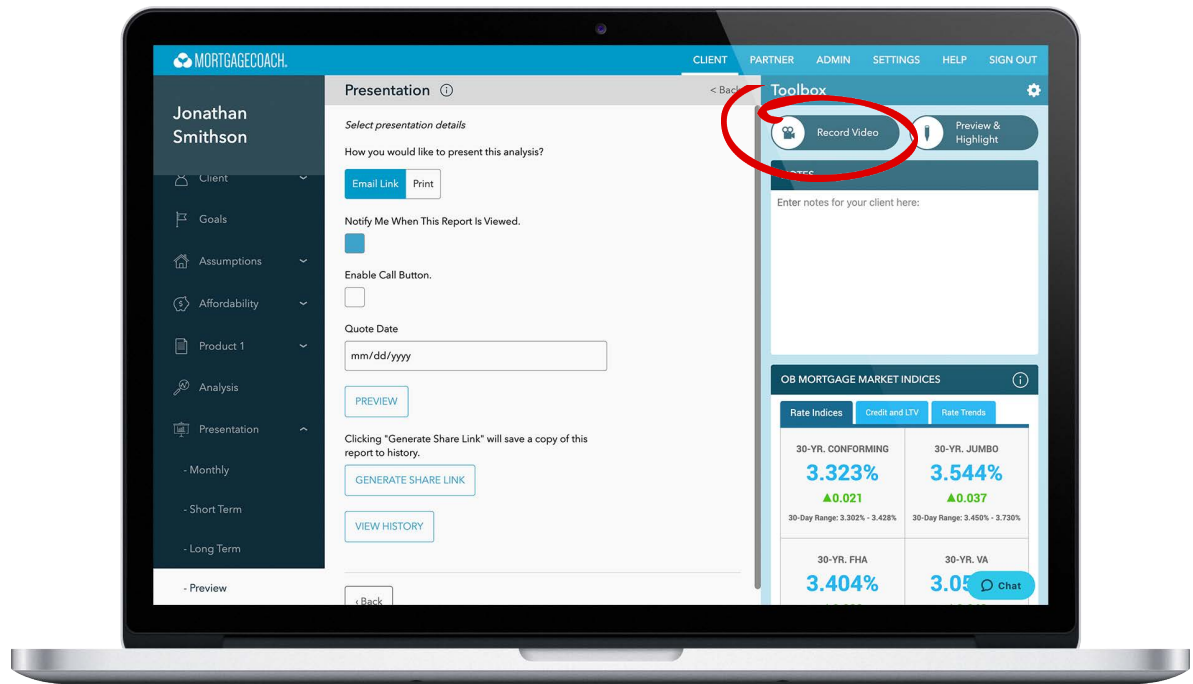 MORTGAGECOACH.
CLIENT PARTNER ADMIN SETTINGS HELP SIGN OUT
Jonathan
Smithson
Client
Goals
Assumptions
Affordability
Product 1
Analysis
Presentation
- Monthly
- Short Term
- Long Term
- Preview
Presentation
< Back
Select presentation details
How you would like to present this analysis?
Email Link Print
Notify Me When This Report Is Viewed.
Enable Call Button.
Quote Date
mm/dd/yyyy
PREVIEW
Clicking "Generate Share Link" will save a copy of this
report to history.
GENERATE SHARE LINK
VIEW HISTORY
‹ Back
Toolbox
Record Video
Preview &
Highlight
NOTES
Enter notes for your client here:
OB MORTGAGE MARKET INDICES
Rate Indices Credit and LTV Rate Trends
30-YR. CONFORMING
3.323%
▲0.021
30-Day Range: 3.302% - 3.428%
30-YR. JUMBO
3.544%
▲0.037
30-Day Range: 3.450% - 3.730%
30-YR. FHA
3.404%
30-YR. VA
Chat